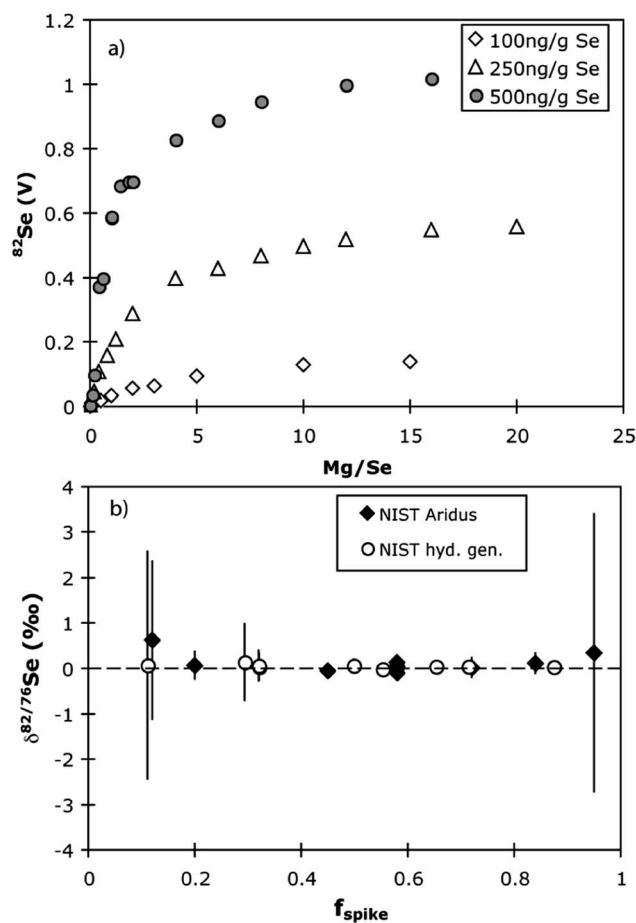 a)
100ng/g Se
250ng/g Se
500ng/g Se
1.2
1
0.8
0.6
0.4
0.2
0
⁸²Se (V)
0 5 10 15 20 25
Mg/Se
b)
NIST Aridus
NIST hyd. gen.
4
3
2
1
0
-1
-2
-3
-4
δ⁸²/⁷⁶Se (‰)
0 0.2 0.4 0.6 0.8 1
f_spike